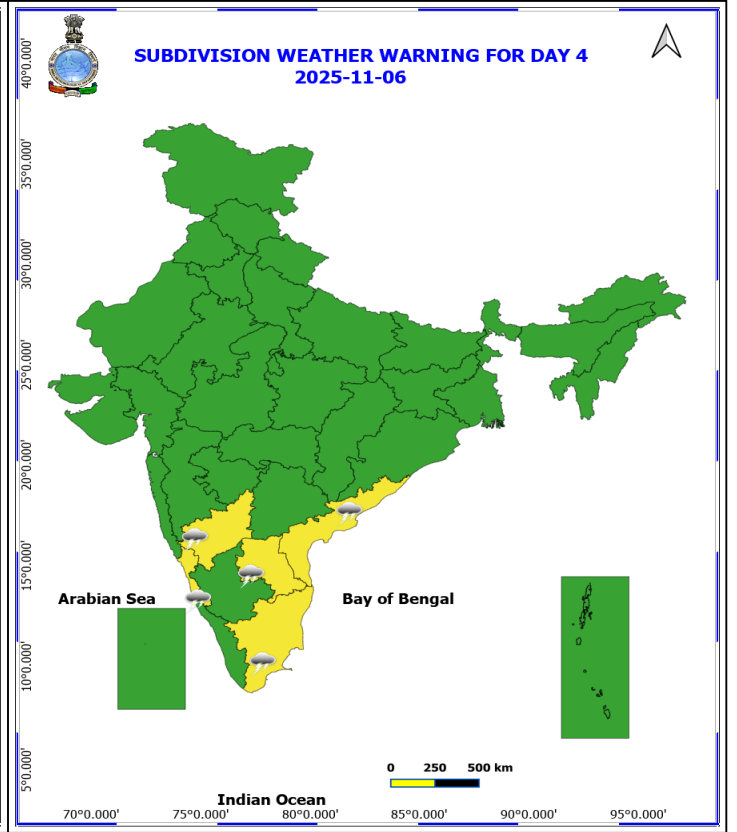 SUBDIVISION WEATHER WARNING FOR DAY 4
2025-11-06
40°0.000'
35°0.000'
30°0.000'
25°0.000'
20°0.000'
15°0.000'
Arabian Sea
Bay of Bengal
10°0.000'
5°0.000'
0 250 500 km
Indian Ocean
70°0.000' 75°0.000' 80°0.000' 85°0.000' 90°0.000' 95°0.000'